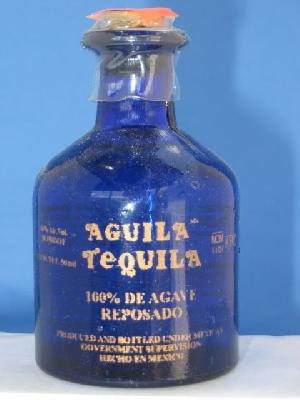 AGUILA
TEQUILA
100% DE AGAVE
REPOSADO
PRODUCED AND BOTTLED UNDER MEXICAN
GOVERNMENT SUPERVISION
HECHO EN MEXICO